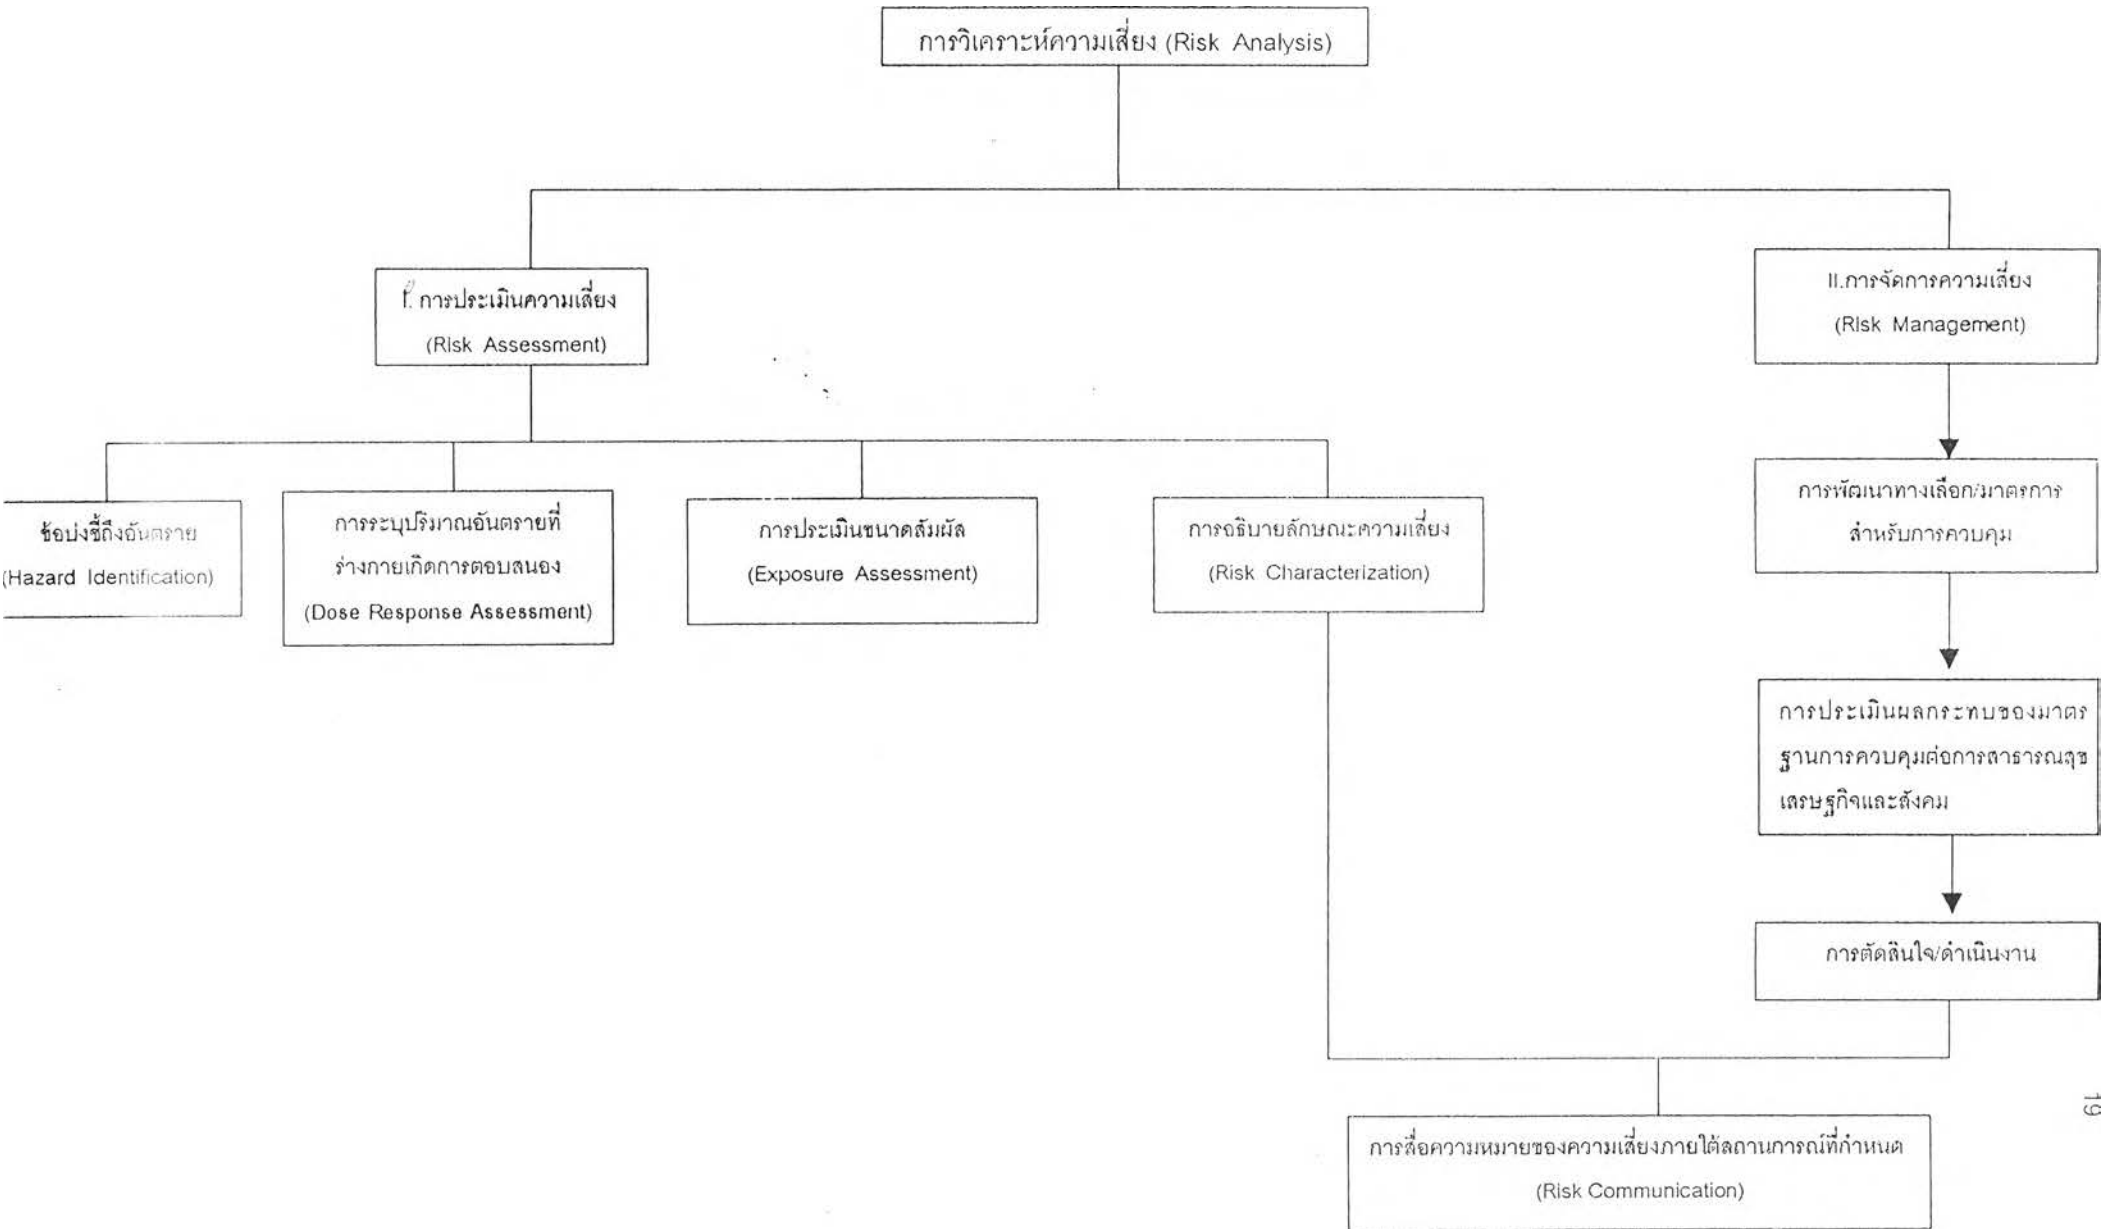 การวิเคราะห์ความเสี่ยง (Risk Analysis)
I. การประเมินความเสี่ยง
(Risk Assessment)
II.การจัดการความเสี่ยง
(Risk Management)
ข้อบ่งชี้ถึงอันตราย
(Hazard Identification)
การระบุปริมาณอันตรายที่
ร่างกายเกิดการตอบสนอง
(Dose Response Assessment)
การประเมินขนาดสัมผัส
(Exposure Assessment)
การอธิบายลักษณะความเสี่ยง
(Risk Characterization)
การพัฒนาทางเลือก/มาตรการ
สำหรับการควบคุม
การประเมินผลกระทบของมาตร
ฐานการควบคุมต่อการสาธารณสุข
เศรษฐกิจและสังคม
การตัดสินใจ/ดำเนินงาน
การสื่อความหมายของความเสี่ยงภายใต้สถานการณ์ที่กำหนด
(Risk Communication)
19